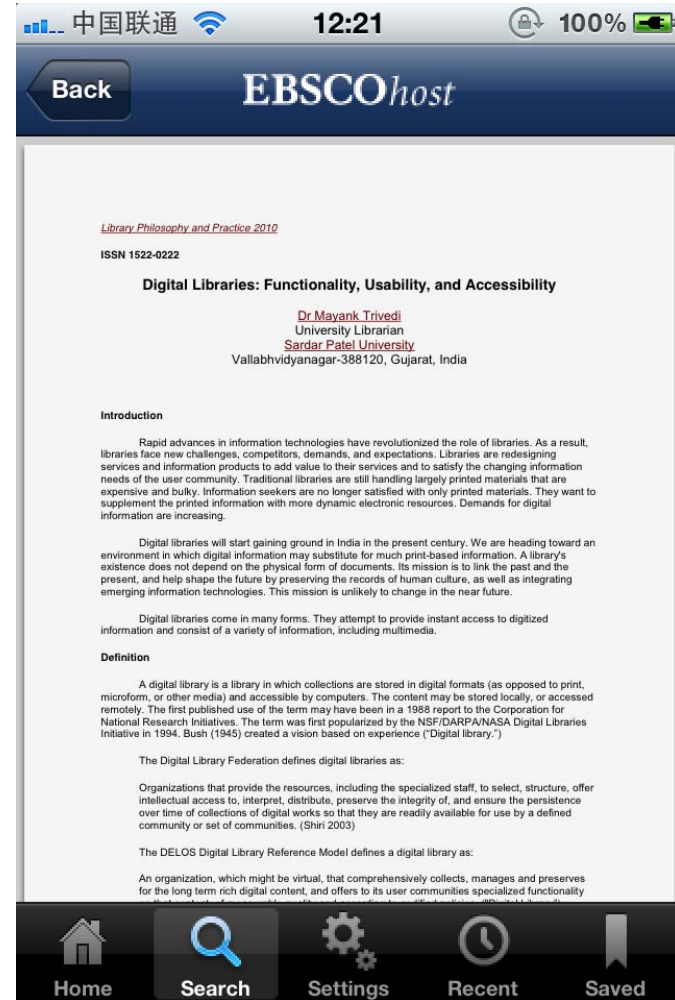 中国联通 12:21 100%
Back EBSCOhost
Library Philosophy and Practice 2010
ISSN 1522-0222
Digital Libraries: Functionality, Usability, and Accessibility
Dr Mayank Trivedi
University Librarian
Sardar Patel University
Vallabhvidyanagar-388120, Gujarat, India
Introduction
Rapid advances in information technologies have revolutionized the role of libraries. As a result,
libraries face new challenges, competitors, demands, and expectations. Libraries are redesigning
services and information products to add value to their services and to satisfy the changing information
needs of the user community. Traditional libraries are still handling largely printed materials that are
expensive and bulky. Information seekers are no longer satisfied with only printed materials. They want to
supplement the printed information with more dynamic electronic resources. Demands for digital
information are increasing.
Digital libraries will start gaining ground in India in the present century. We are heading toward an
environment in which digital information may substitute for much print-based information. A library's
existence does not depend on the physical form of documents. Its mission is to link the past and the
present, and help shape the future by preserving the records of human culture, as well as integrating
emerging information technologies. This mission is unlikely to change in the near future.
Digital libraries come in many forms. They attempt to provide instant access to digitized
information and consist of a variety of information, including multimedia.
Definition
A digital library is a library in which collections are stored in digital formats (as opposed to print,
microform, or other media) and accessible by computers. The content may be stored locally, or accessed
remotely. The first published use of the term may have been in a 1988 report to the Corporation for
National Research Initiatives. The term was first popularized by the NSF/DARPA/NASA Digital Libraries
Initiative in 1994. Bush (1945) created a vision based on experience ("Digital library.")
The Digital Library Federation defines digital libraries as:
Organizations that provide the resources, including the specialized staff, to select, structure, offer
intellectual access to, interpret, distribute, preserve the integrity of, and ensure the persistence
over time of collections of digital works so that they are readily available for use by a defined
community or set of communities. (Shiri 2003)
The DELOS Digital Library Reference Model defines a digital library as:
An organization, which might be virtual, that comprehensively collects, manages and preserves
for the long term rich digital content, and offers to its user communities specialized functionality
Home Search Settings Recent Saved